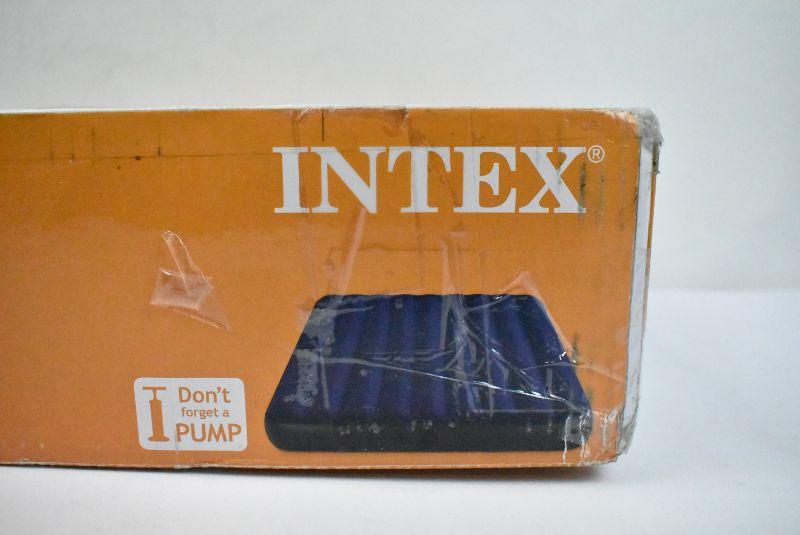 INTEX®
Don't
forget a
PUMP